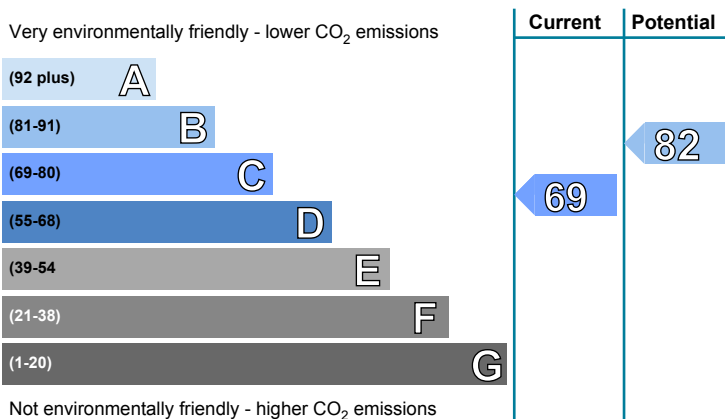 Very environmentally friendly - lower CO2 emissions
Current
Potential
(92 plus) A
(81-91) B
(69-80) C
(55-68) D
(39-54 E
(21-38) F
(1-20) G
82
69
Not environmentally friendly - higher CO2 emissions